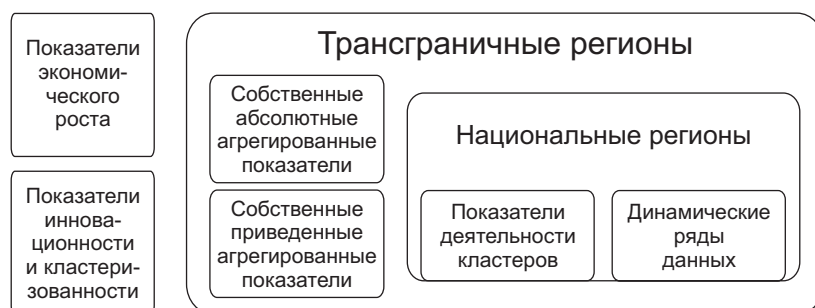 Показатели
экономи-
ческого
роста
Показатели
иннова-
ционности
и кластери-
зованности
Трансграничные регионы
Собственные
абсолютные
агрегированные
показатели
Собственные
приведенные
агрегированные
показатели
Национальные регионы
Показатели
деятельности
кластеров
Динамические
ряды
данных